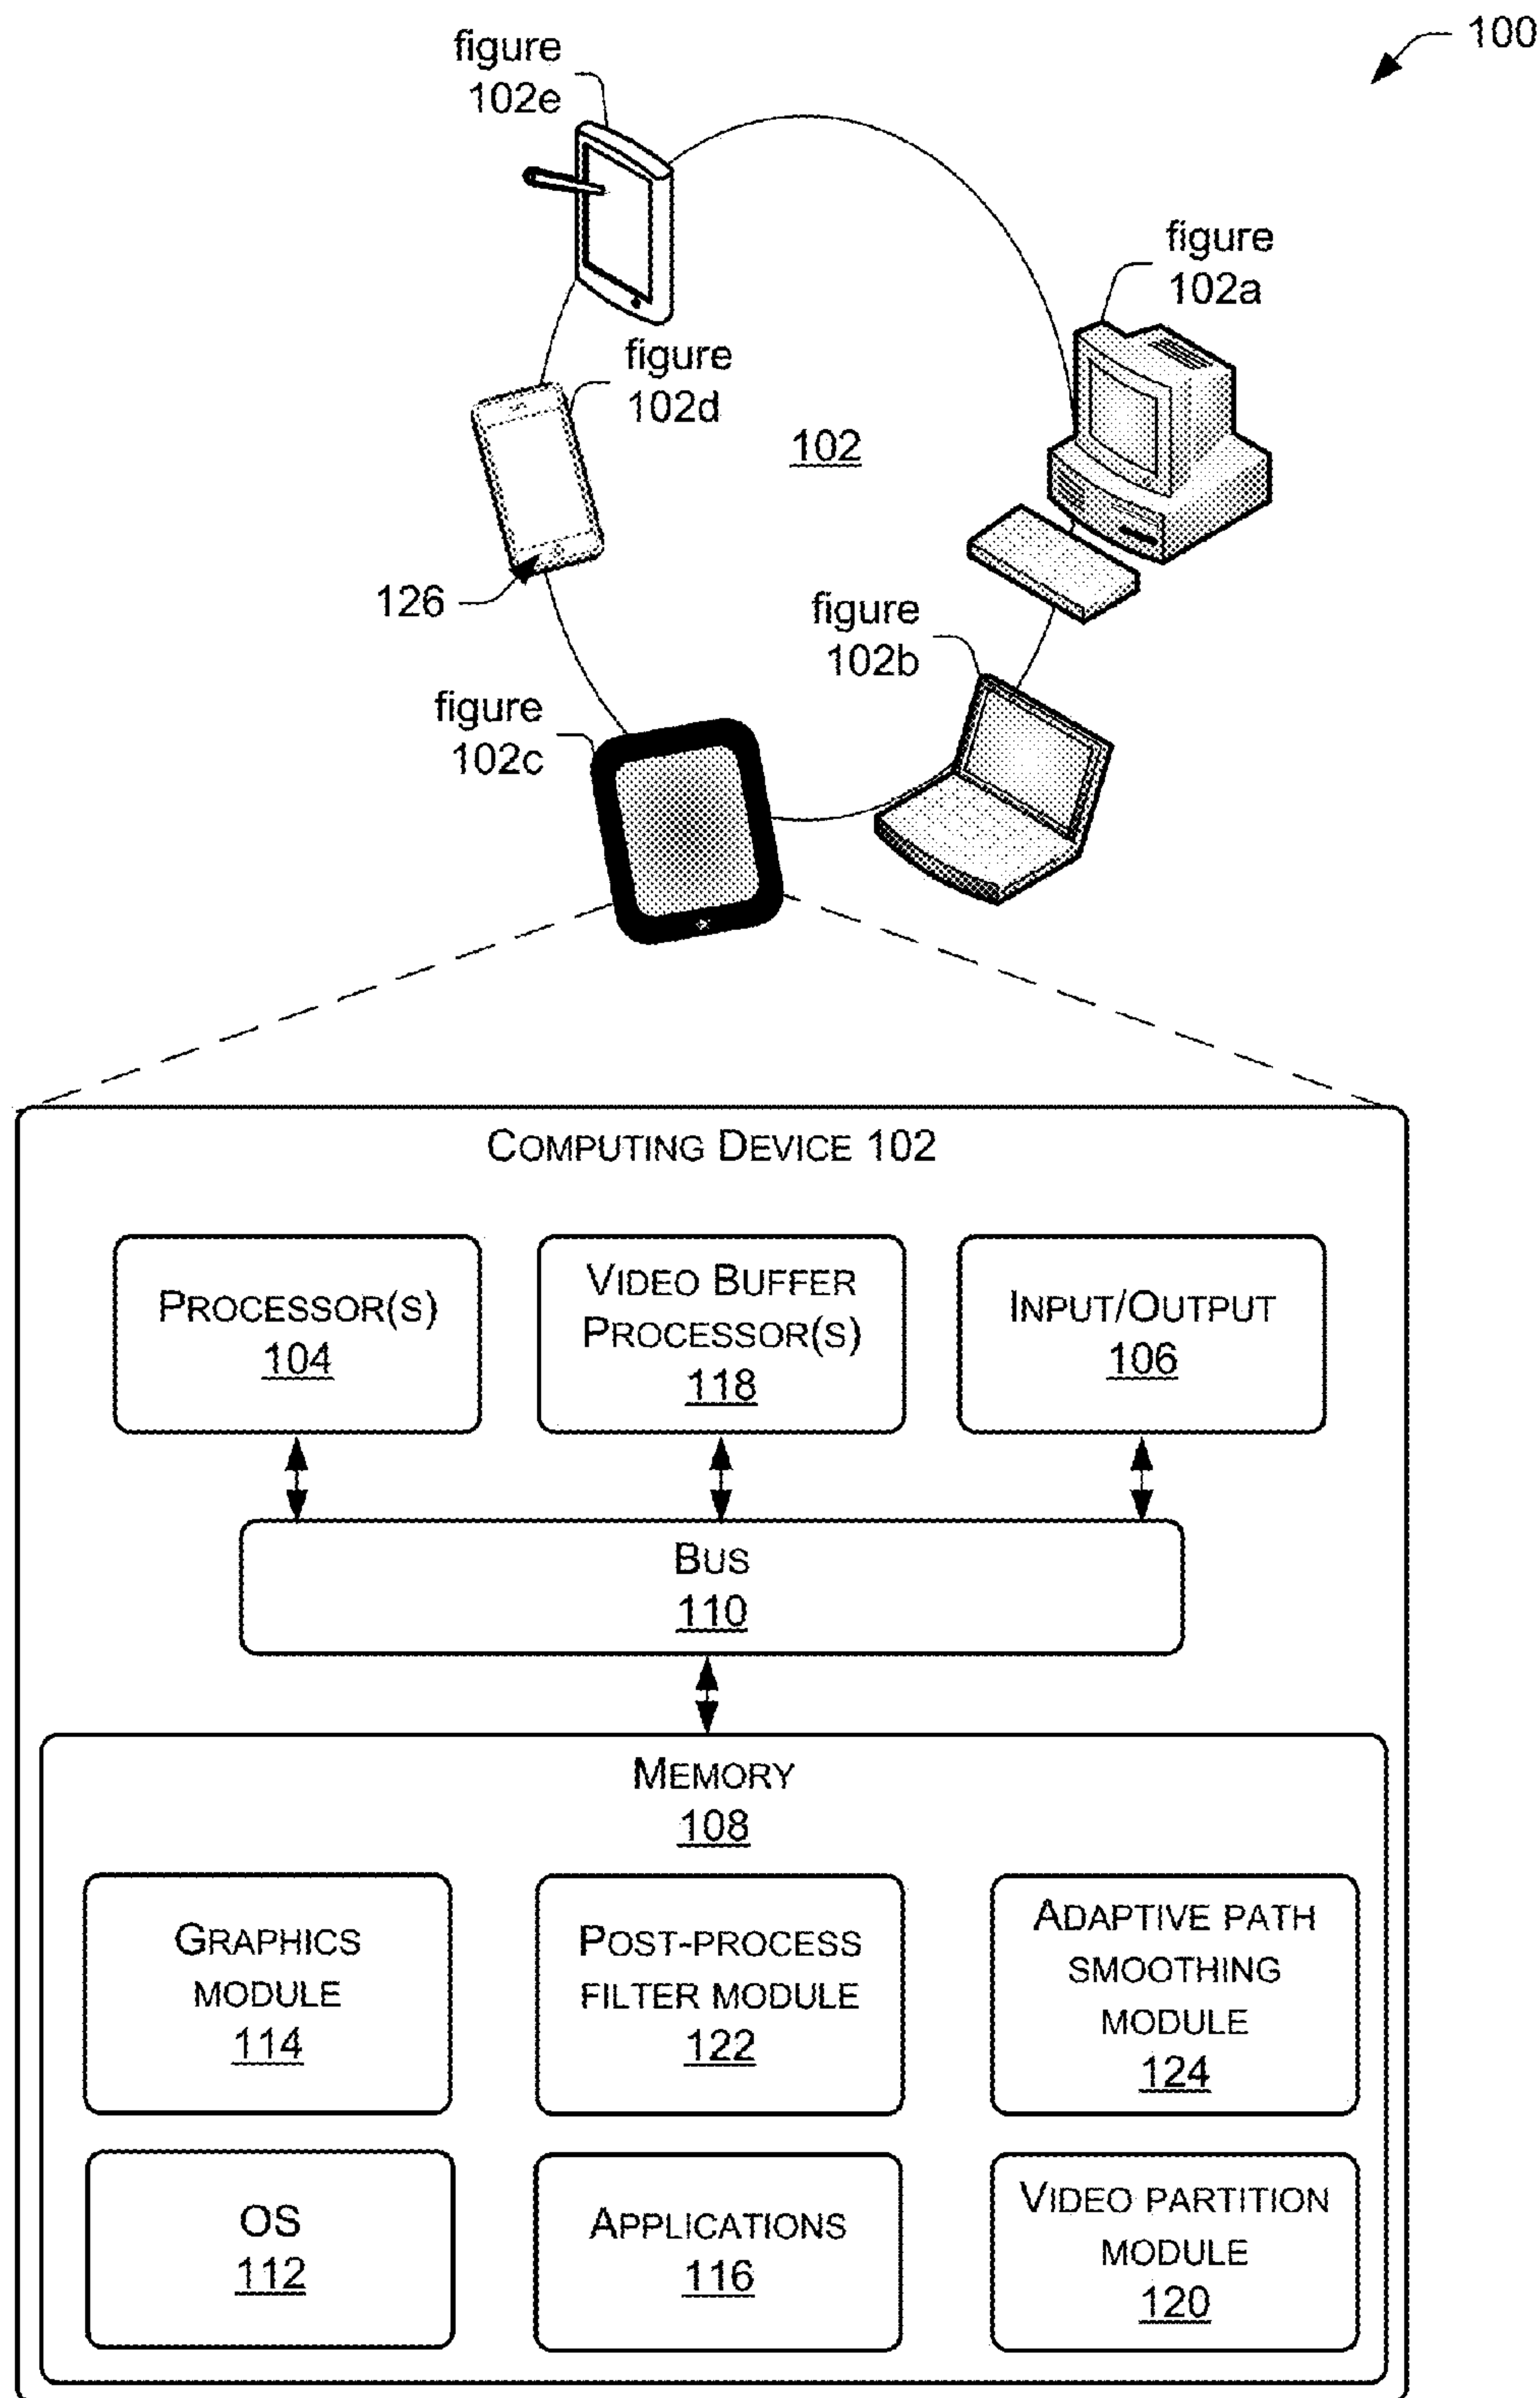 100
figure
102e
figure
102a
figure
102d
102
126
figure
102b
figure
102c
COMPUTING DEVICE 102
PROCESSOR(S)
104
VIDEO BUFFER
PROCESSOR(S)
118
INPUT/OUTPUT
106
BUS
110
MEMORY
108
GRAPHICS
MODULE
114
POST-PROCESS
FILTER MODULE
122
ADAPTIVE PATH
SMOOTHING
MODULE
124
OS
112
APPLICATIONS
116
VIDEO PARTITION
MODULE
120